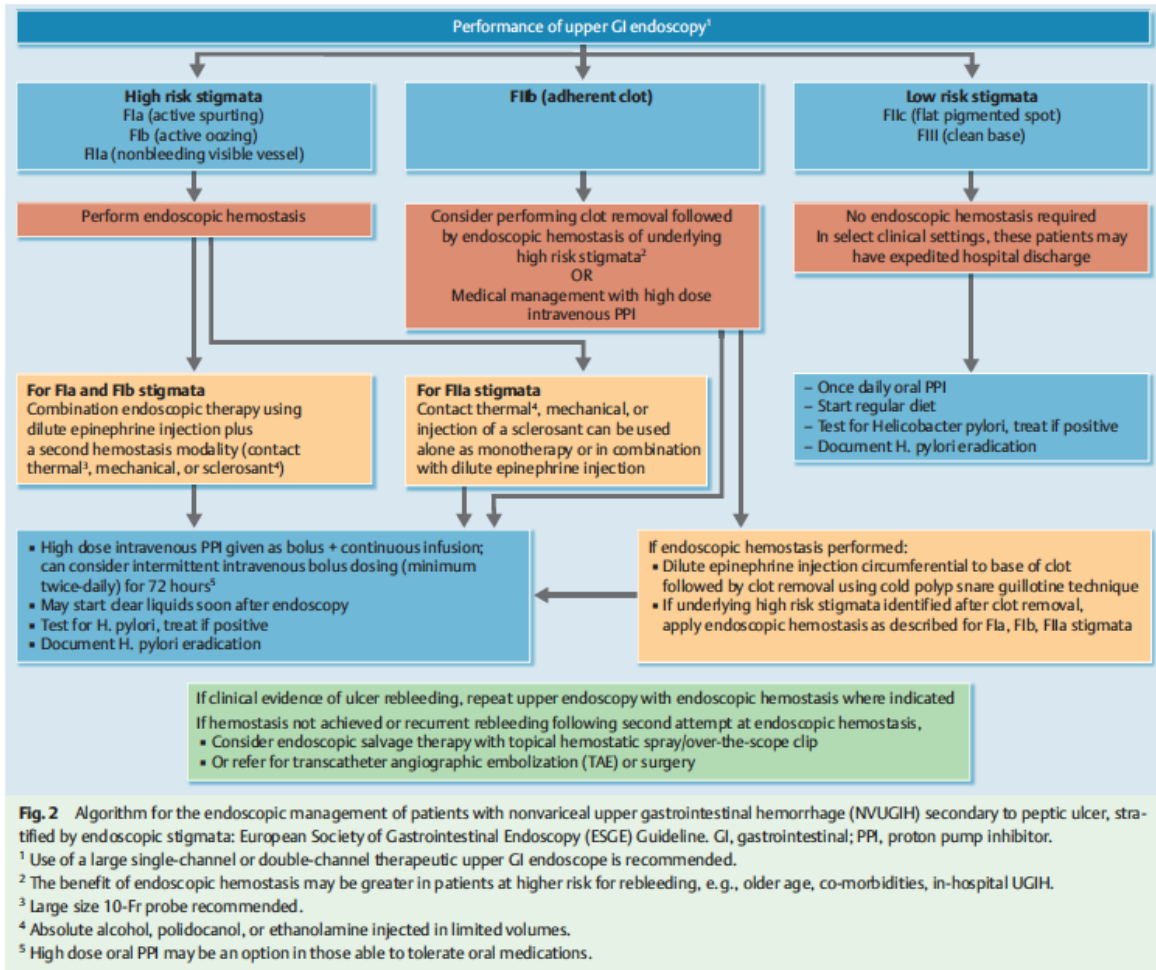 Performance of upper GI endoscopy¹
High risk stigmata
FIa (active spurting)
FIb (active oozing)
FIIa (nonbleeding visible vessel)
FIIb (adherent clot)
Low risk stigmata
FIIc (flat pigmented spot)
FIII (clean base)
Perform endoscopic hemostasis
Consider performing clot removal followed
by endoscopic hemostasis of underlying
high risk stigmata²
OR
Medical management with high dose
intravenous PPI
No endoscopic hemostasis required
In select clinical settings, these patients may
have expedited hospital discharge
For FIa and FIb stigmata
Combination endoscopic therapy using
dilute epinephrine injection plus
a second hemostasis modality (contact
thermal³, mechanical, or sclerosant⁴)
For FIIa stigmata
Contact thermal⁴, mechanical, or
injection of a sclerosant can be used
alone as monotherapy or in combination
with dilute epinephrine injection
– Once daily oral PPI
– Start regular diet
– Test for Helicobacter pylori, treat if positive
– Document H. pylori eradication
▪ High dose intravenous PPI given as bolus + continuous infusion;
can consider intermittent intravenous bolus dosing (minimum
twice-daily) for 72 hours⁵
▪ May start clear liquids soon after endoscopy
▪ Test for H. pylori, treat if positive
▪ Document H. pylori eradication
If endoscopic hemostasis performed:
▪ Dilute epinephrine injection circumferential to base of clot
followed by clot removal using cold polyp snare guillotine technique
▪ If underlying high risk stigmata identified after clot removal,
apply endoscopic hemostasis as described for FIa, FIb, FIIa stigmata
If clinical evidence of ulcer rebleeding, repeat upper endoscopy with endoscopic hemostasis where indicated
If hemostasis not achieved or recurrent rebleeding following second attempt at endoscopic hemostasis,
▪ Consider endoscopic salvage therapy with topical hemostatic spray/over-the-scope clip
▪ Or refer for transcatheter angiographic embolization (TAE) or surgery
Fig. 2 Algorithm for the endoscopic management of patients with nonvariceal upper gastrointestinal hemorrhage (NVUGIH) secondary to peptic ulcer, stra-
tified by endoscopic stigmata: European Society of Gastrointestinal Endoscopy (ESGE) Guideline. GI, gastrointestinal; PPI, proton pump inhibitor.
¹ Use of a large single-channel or double-channel therapeutic upper GI endoscope is recommended.
² The benefit of endoscopic hemostasis may be greater in patients at higher risk for rebleeding, e.g., older age, co-morbidities, in-hospital UGIH.
³ Large size 10-Fr probe recommended.
⁴ Absolute alcohol, polidocanol, or ethanolamine injected in limited volumes.
⁵ High dose oral PPI may be an option in those able to tolerate oral medications.